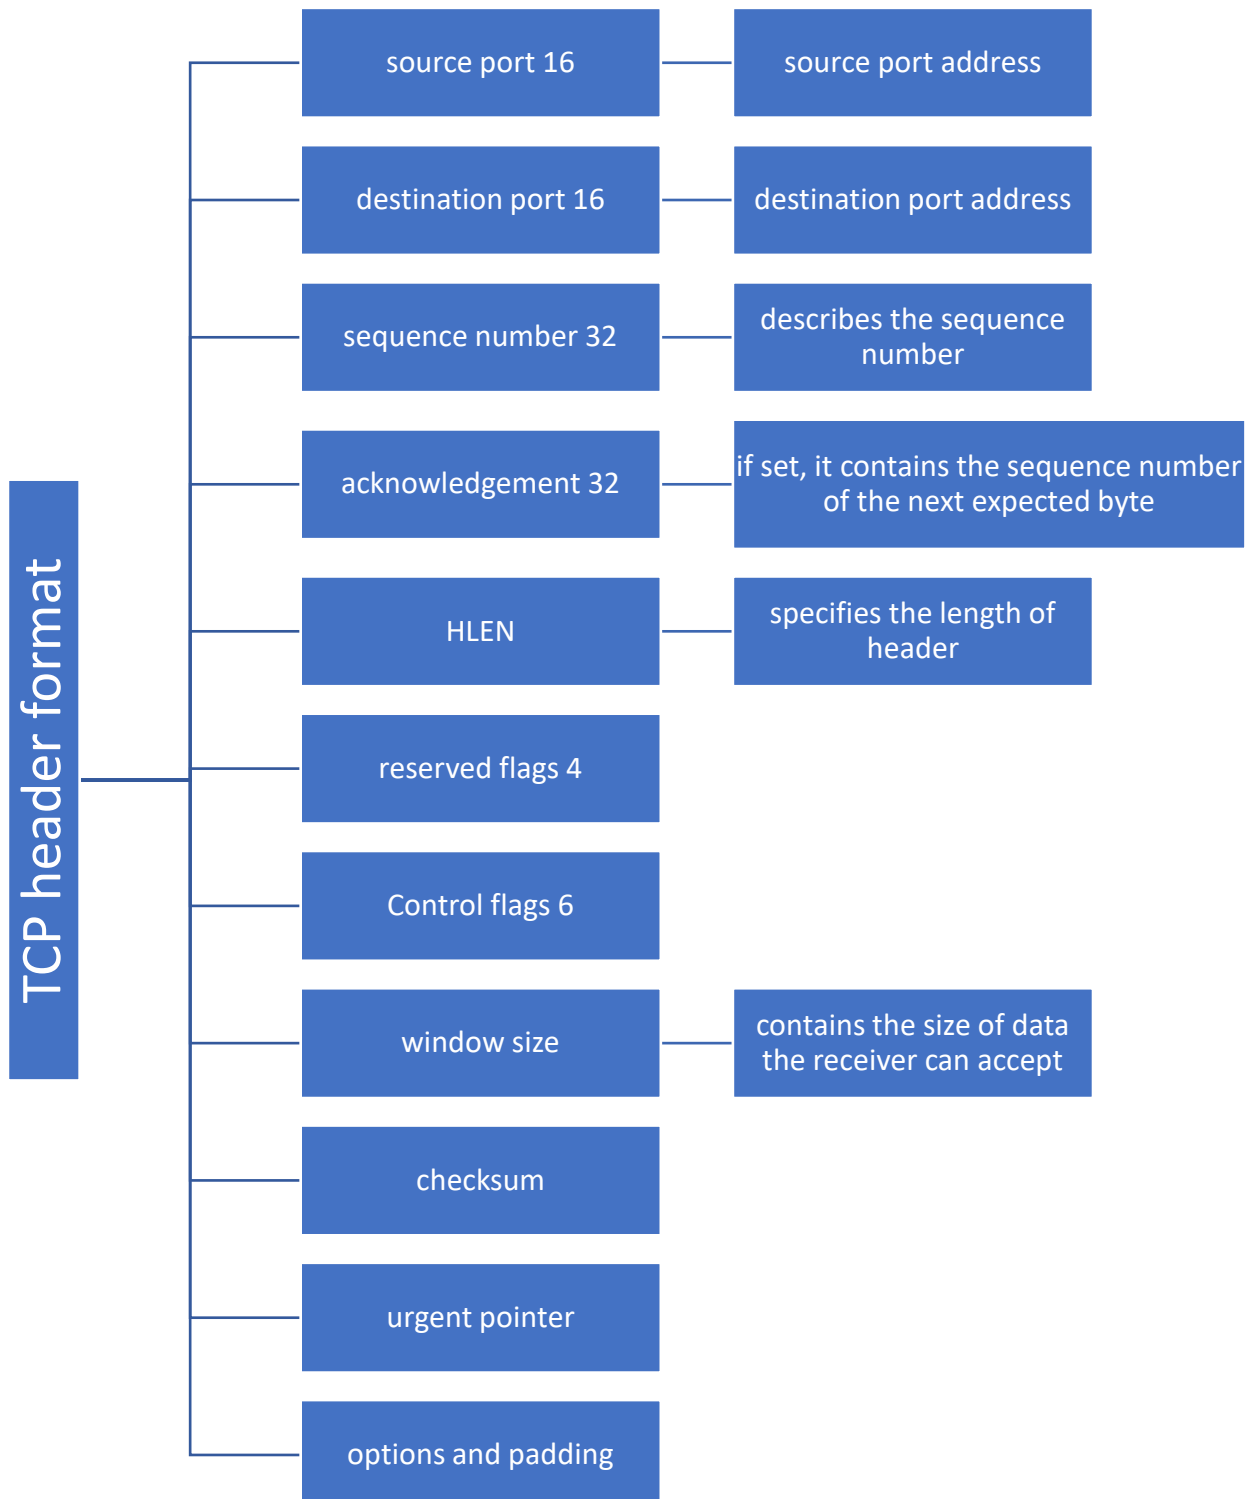 TCP header format
source port 16
source port address
destination port 16
destination port address
sequence number 32
describes the sequence
number
acknowledgement 32
if set, it contains the sequence number
of the next expected byte
HLEN
specifies the length of
header
reserved flags 4
Control flags 6
window size
contains the size of data
the receiver can accept
checksum
urgent pointer
options and padding